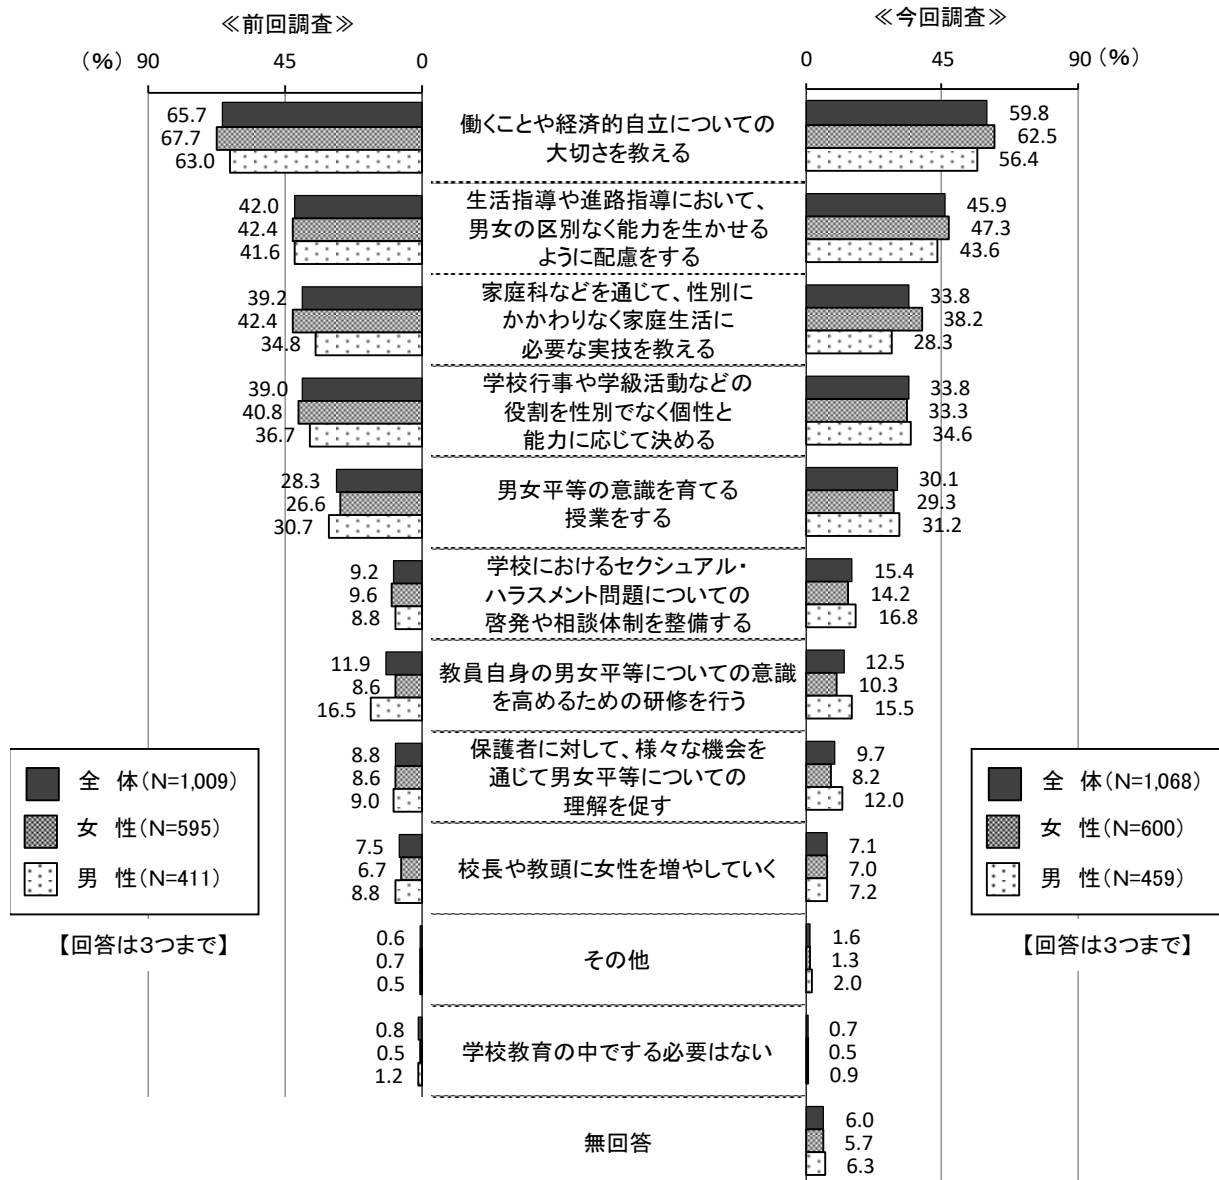 ≪前回調査≫
≪今回調査≫
(%) 90 45 0
0 45 90 (%)
65.7
67.7
63.0
働くことや経済的自立についての
大切さを教える
59.8
62.5
56.4
42.0
42.4
41.6
生活指導や進路指導において、
男女の区別なく能力を生かせる
ように配慮をする
45.9
47.3
43.6
39.2
42.4
34.8
家庭科などを通じて、性別に
かかわりなく家庭生活に
必要な実技を教える
33.8
38.2
28.3
39.0
40.8
36.7
学校行事や学級活動などの
役割を性別でなく個性と
能力に応じて決める
33.8
33.3
34.6
28.3
26.6
30.7
男女平等の意識を育てる
授業をする
30.1
29.3
31.2
9.2
9.6
8.8
学校におけるセクシュアル・
ハラスメント問題についての
啓発や相談体制を整備する
15.4
14.2
16.8
11.9
8.6
16.5
教員自身の男女平等についての意識
を高めるための研修を行う
12.5
10.3
15.5
8.8
8.6
9.0
保護者に対して、様々な機会を
通じて男女平等についての
理解を促す
9.7
8.2
12.0
7.5
6.7
8.8
校長や教頭に女性を増やしていく
7.1
7.0
7.2
0.6
0.7
0.5
その他
1.6
1.3
2.0
0.8
0.5
1.2
学校教育の中でする必要はない
0.7
0.5
0.9
無回答
6.0
5.7
6.3
全 体(N=1,009)
女 性(N=595)
男 性(N=411)
【回答は3つまで】
全 体(N=1,068)
女 性(N=600)
男 性(N=459)
【回答は3つまで】